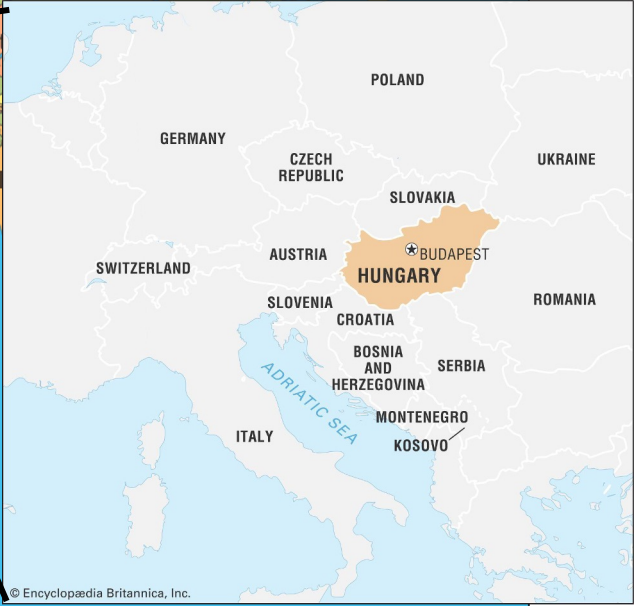 POLAND
GERMANY
CZECH
REPUBLIC
UKRAINE
SLOVAKIA
AUSTRIA
BUDAPEST
SWITZERLAND
HUNGARY
SLOVENIA
ROMANIA
CROATIA
BOSNIA
AND
HERZEGOVINA
SERBIA
ADRIATIC SEA
MONTENEGRO
ITALY
KOSOVO
© Encyclopædia Britannica, Inc.